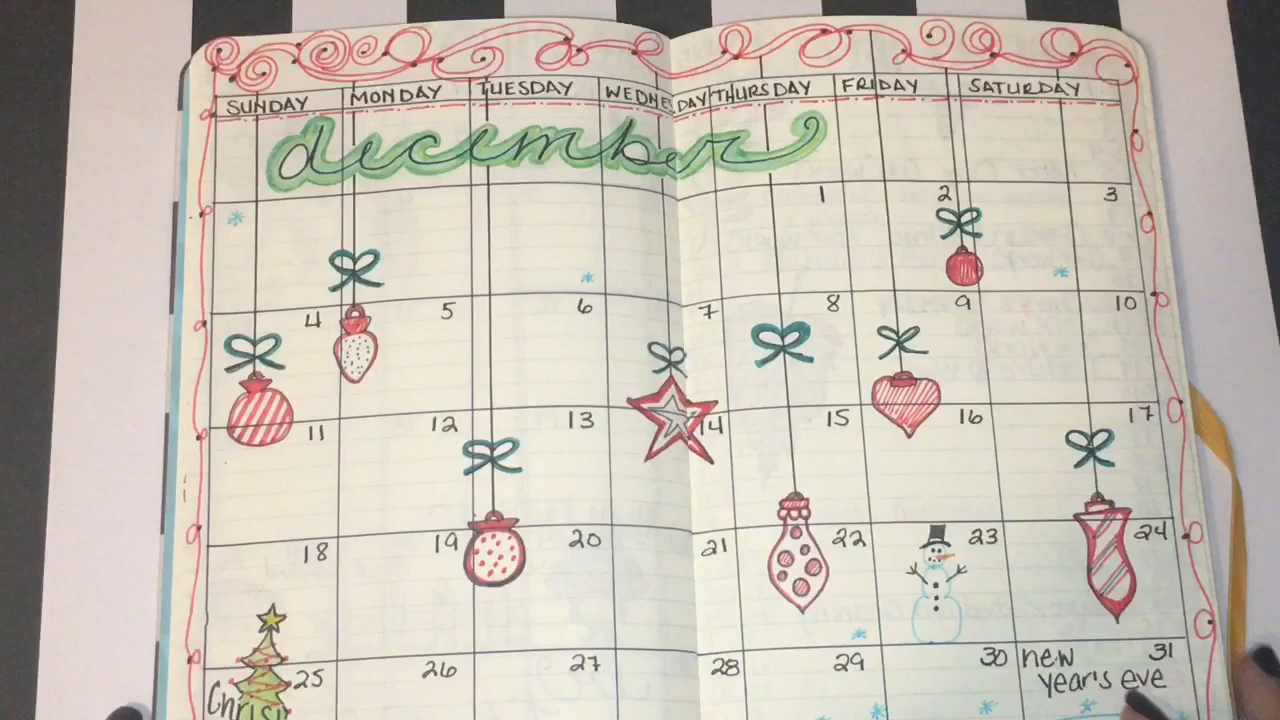 SUNDAY MONDAY TUESDAY WEDNESDAY THURSDAY FRIDAY SATURDAY
december
1 2 3
4 5 6 7 8 9 10
11 12 13 14 15 16 17
18 19 20 21 22 23 24
25 26 27 28 29 30 31
new
year's eve